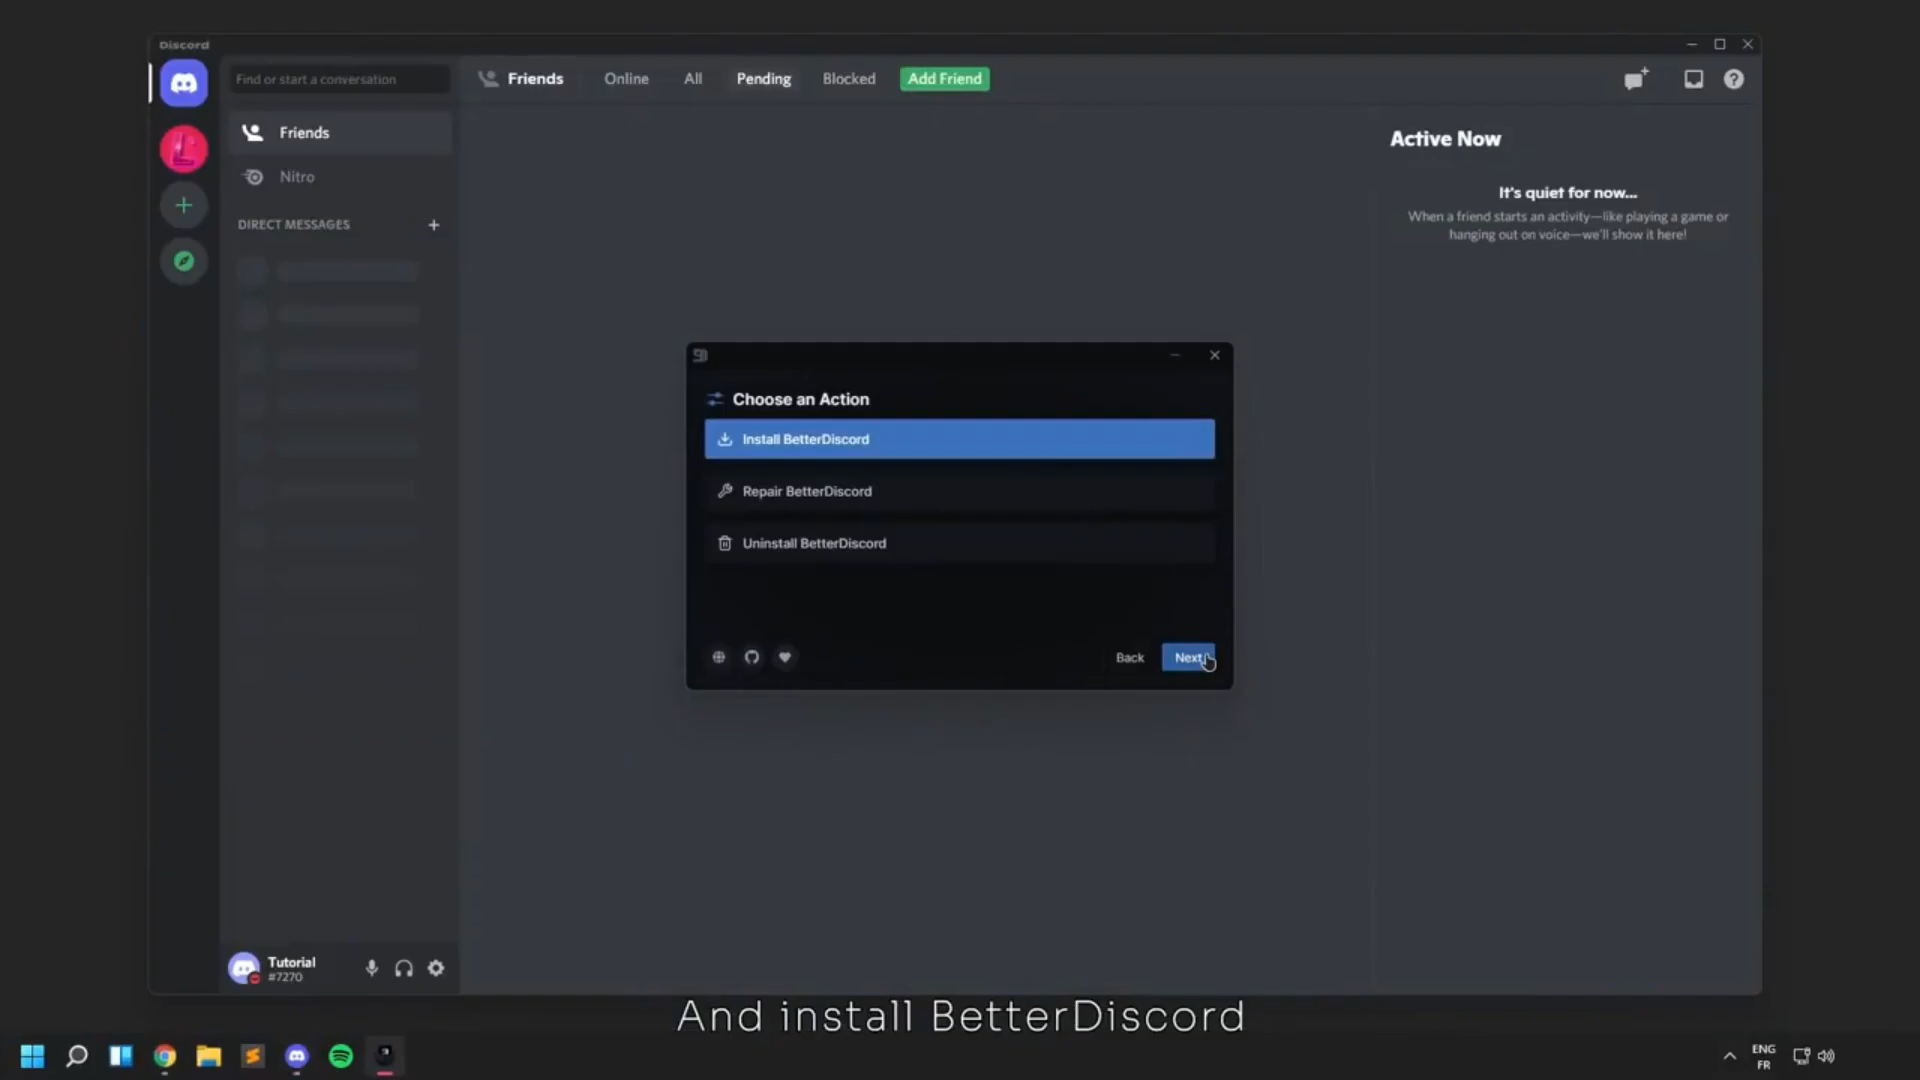 Discord
Find or start a conversation
Friends
Online
All
Pending
Blocked
Add Friend
Friends
Nitro
DIRECT MESSAGES
Active Now
It's quiet for now...
When a friend starts an activity—like playing a game or
hanging out on voice—we'll show it here!
Choose an Action
Install BetterDiscord
Repair BetterDiscord
Uninstall BetterDiscord
Back
Next
Tutorial
#7270
And install BetterDiscord
ENG
FR